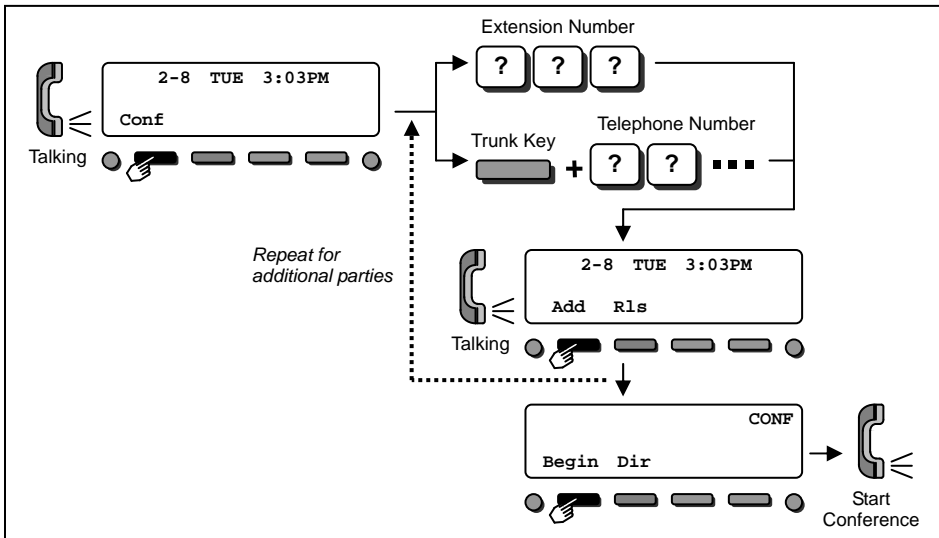 Extension Number
? ? ?
2-8 TUE 3:03PM
Conf
Talking
Trunk Key
Telephone Number
+ ? ? ...
Repeat for
additional parties
2-8 TUE 3:03PM
Add Rls
Talking
CONF
Begin Dir
Start
Conference